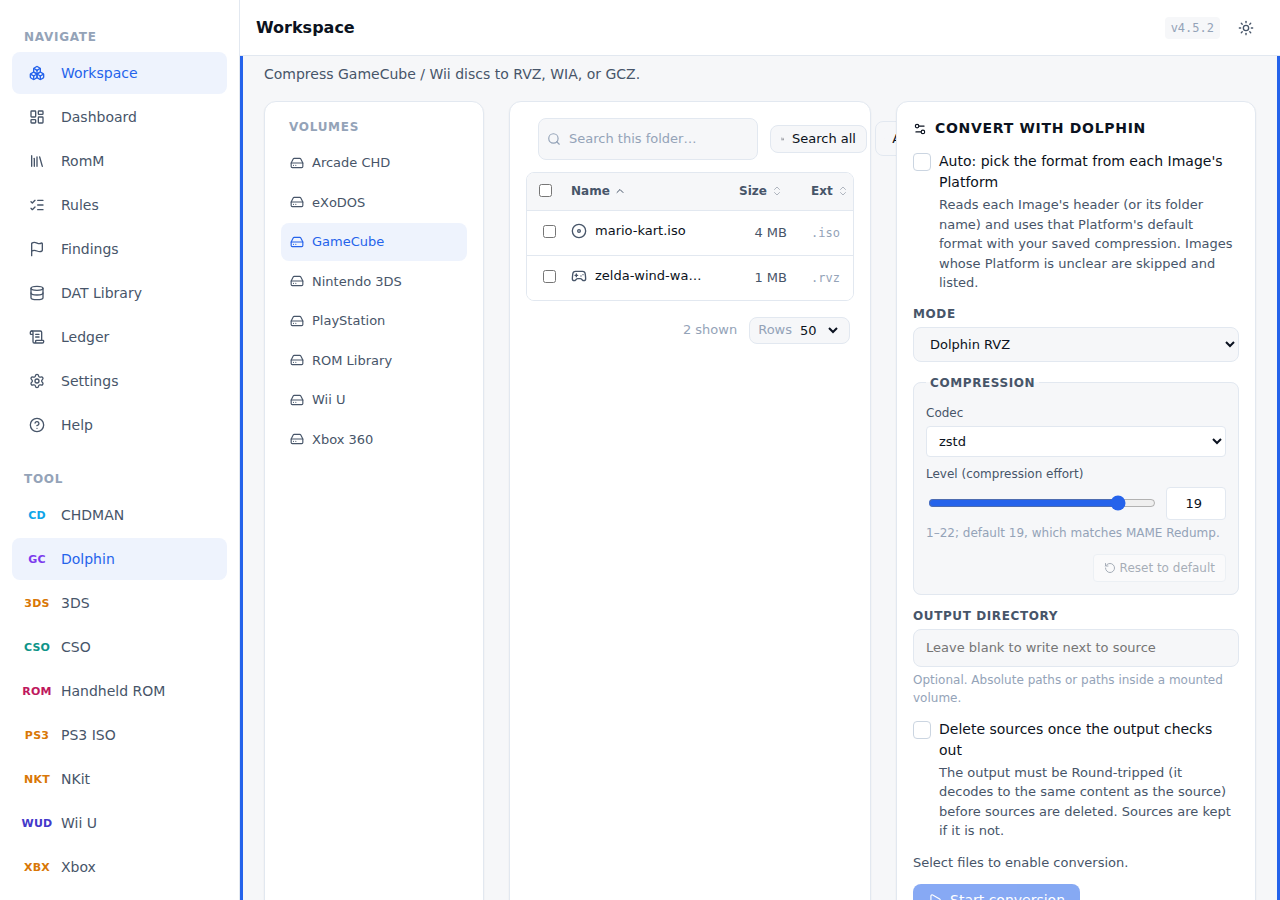 NAVIGATE
Workspace
Dashboard
RomM
Rules
Findings
DAT Library
Ledger
Settings
Help
TOOL
CD CHDMAN
GC Dolphin
3DS 3DS
CSO CSO
ROM Handheld ROM
PS3 PS3 ISO
NKT NKit
WUD Wii U
XBX Xbox
Workspace
v4.5.2
Compress GameCube / Wii discs to RVZ, WIA, or GCZ.
VOLUMES
Arcade CHD
eXoDOS
GameCube
Nintendo 3DS
PlayStation
ROM Library
Wii U
Xbox 360
Search this folder…
Search all
Name Size Ext
mario-kart.iso 4 MB .iso
zelda-wind-wa… 1 MB .rvz
2 shown Rows 50
CONVERT WITH DOLPHIN
Auto: pick the format from each Image's
Platform
Reads each Image's header (or its folder
name) and uses that Platform's default
format with your saved compression. Images
whose Platform is unclear are skipped and
listed.
MODE
Dolphin RVZ
COMPRESSION
Codec
zstd
Level (compression effort)
19
1–22; default 19, which matches MAME Redump.
Reset to default
OUTPUT DIRECTORY
Leave blank to write next to source
Optional. Absolute paths or paths inside a mounted
volume.
Delete sources once the output checks
out
The output must be Round-tripped (it
decodes to the same content as the source)
before sources are deleted. Sources are kept
if it is not.
Select files to enable conversion.
Start conversion